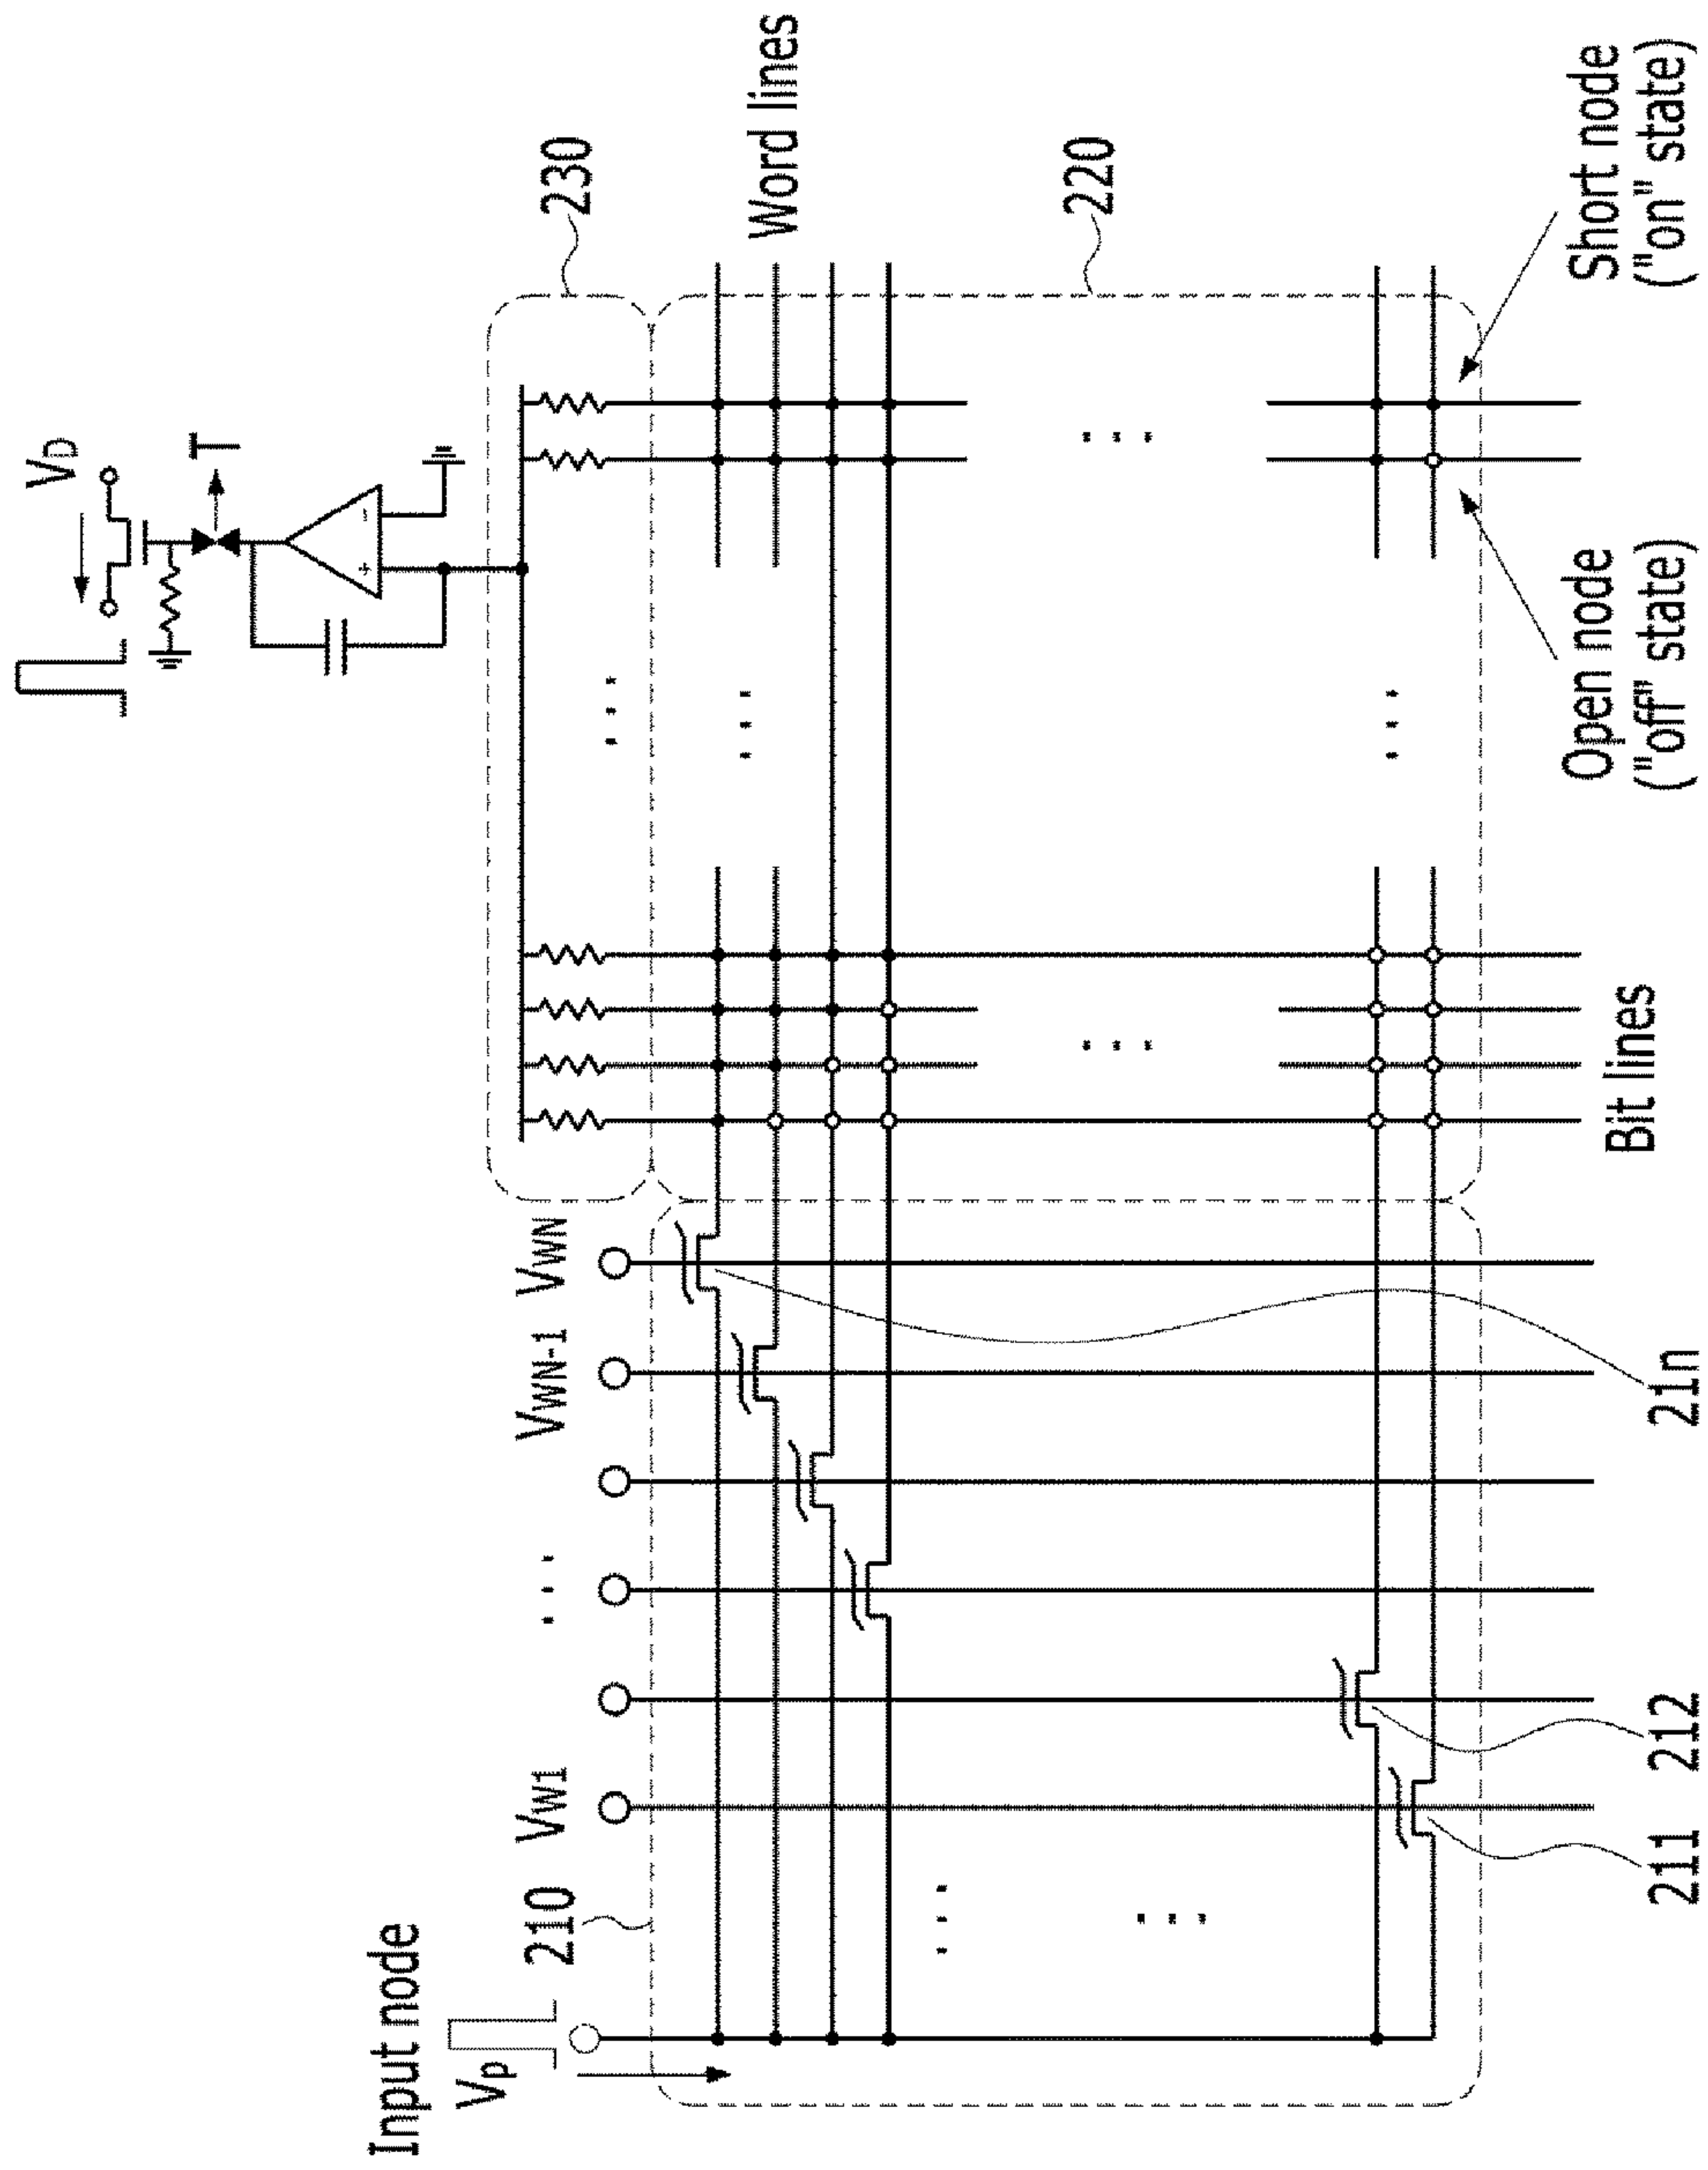 VD
T
+ -
Input node
Vp
210
VW1 ... VWN-1 VWN
230
Word lines
220
Open node
("off" state)
Short node
("on" state)
Bit lines
211 212 21n